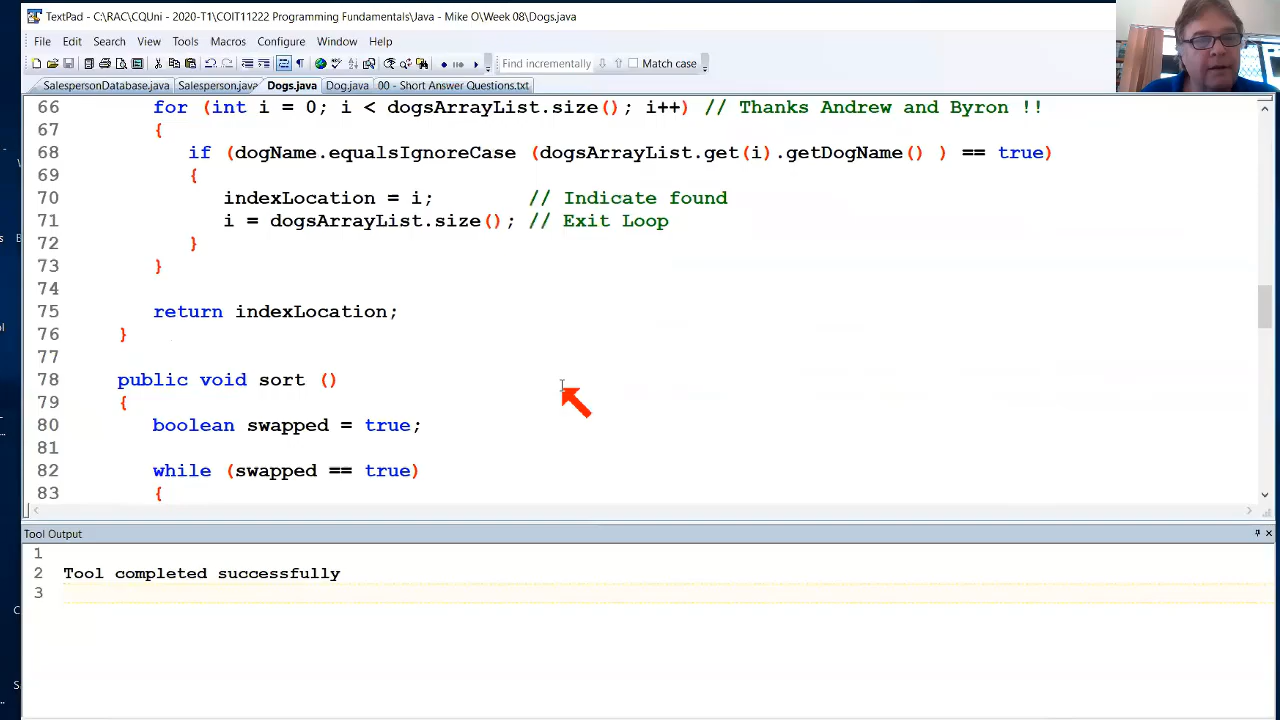 TextPad - C:\RAC\CQUni - 2020-T1\COIT11222 Programming Fundamentals\Java - Mike O\Week 08\Dogs.java
File Edit Search View Tools Macros Configure Window Help
Find incrementally Match case
SalespersonDatabase.java Salesperson.java Dogs.java Dog.java 00 - Short Answer Questions.txt
66 for (int i = 0; i < dogsArrayList.size(); i++) // Thanks Andrew and Byron !!
67 {
68 if (dogName.equalsIgnoreCase (dogsArrayList.get(i).getDogName() ) == true)
69 {
70 indexLocation = i; // Indicate found
71 i = dogsArrayList.size(); // Exit Loop
72 }
73 }
74
75 return indexLocation;
76 }
77
78 public void sort ()
79 {
80 boolean swapped = true;
81
82 while (swapped == true)
83 {
Tool Output
1
2 Tool completed successfully
3